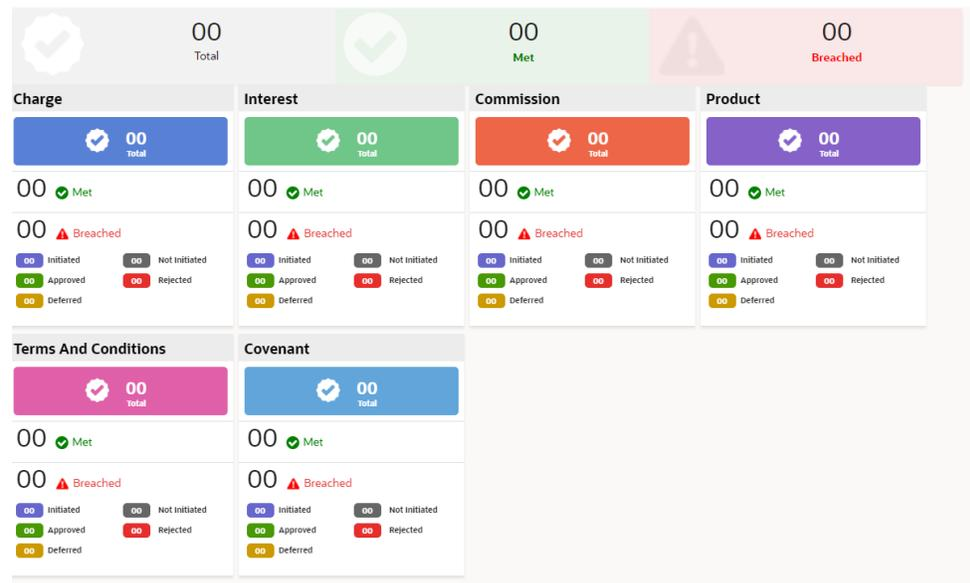 00
Total
00
Met
00
Breached
Charge
00
Total
00 Met
00 Breached
00 Initiated 00 Not Initiated
00 Approved 00 Rejected
00 Deferred
Interest
00
Total
00 Met
00 Breached
00 Initiated 00 Not Initiated
00 Approved 00 Rejected
00 Deferred
Commission
00
Total
00 Met
00 Breached
00 Initiated 00 Not Initiated
00 Approved 00 Rejected
00 Deferred
Product
00
Total
00 Met
00 Breached
00 Initiated 00 Not Initiated
00 Approved 00 Rejected
00 Deferred
Terms And Conditions
00
Total
00 Met
00 Breached
00 Initiated 00 Not Initiated
00 Approved 00 Rejected
00 Deferred
Covenant
00
Total
00 Met
00 Breached
00 Initiated 00 Not Initiated
00 Approved 00 Rejected
00 Deferred